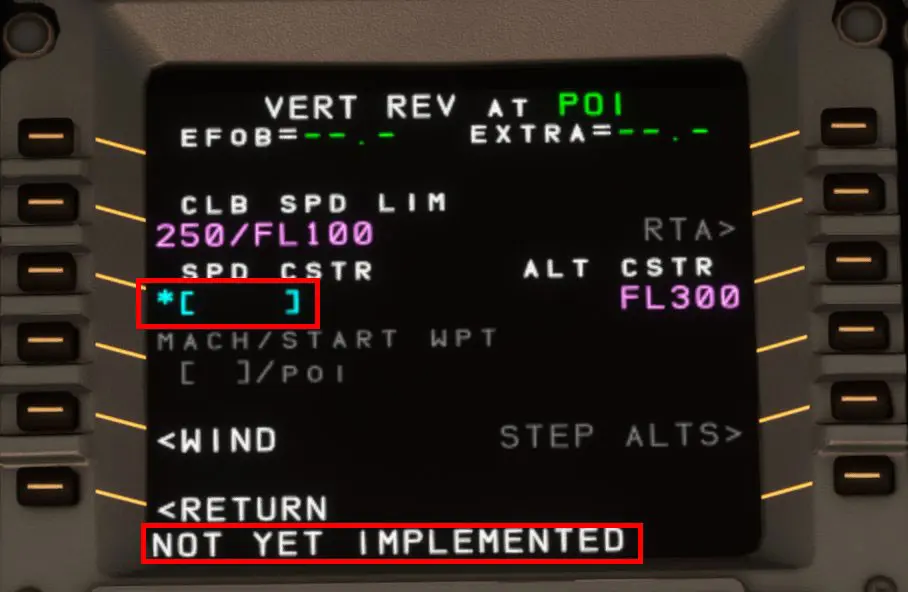 VERT REV AT POI
EFOB=--.- EXTRA=--.-
CLB SPD LIM
250/FL100 RTA>
SPD CSTR ALT CSTR
*[ ] FL300
MACH/START WPT
[ ]/POI
<WIND STEP ALTS>
<RETURN
NOT YET IMPLEMENTED